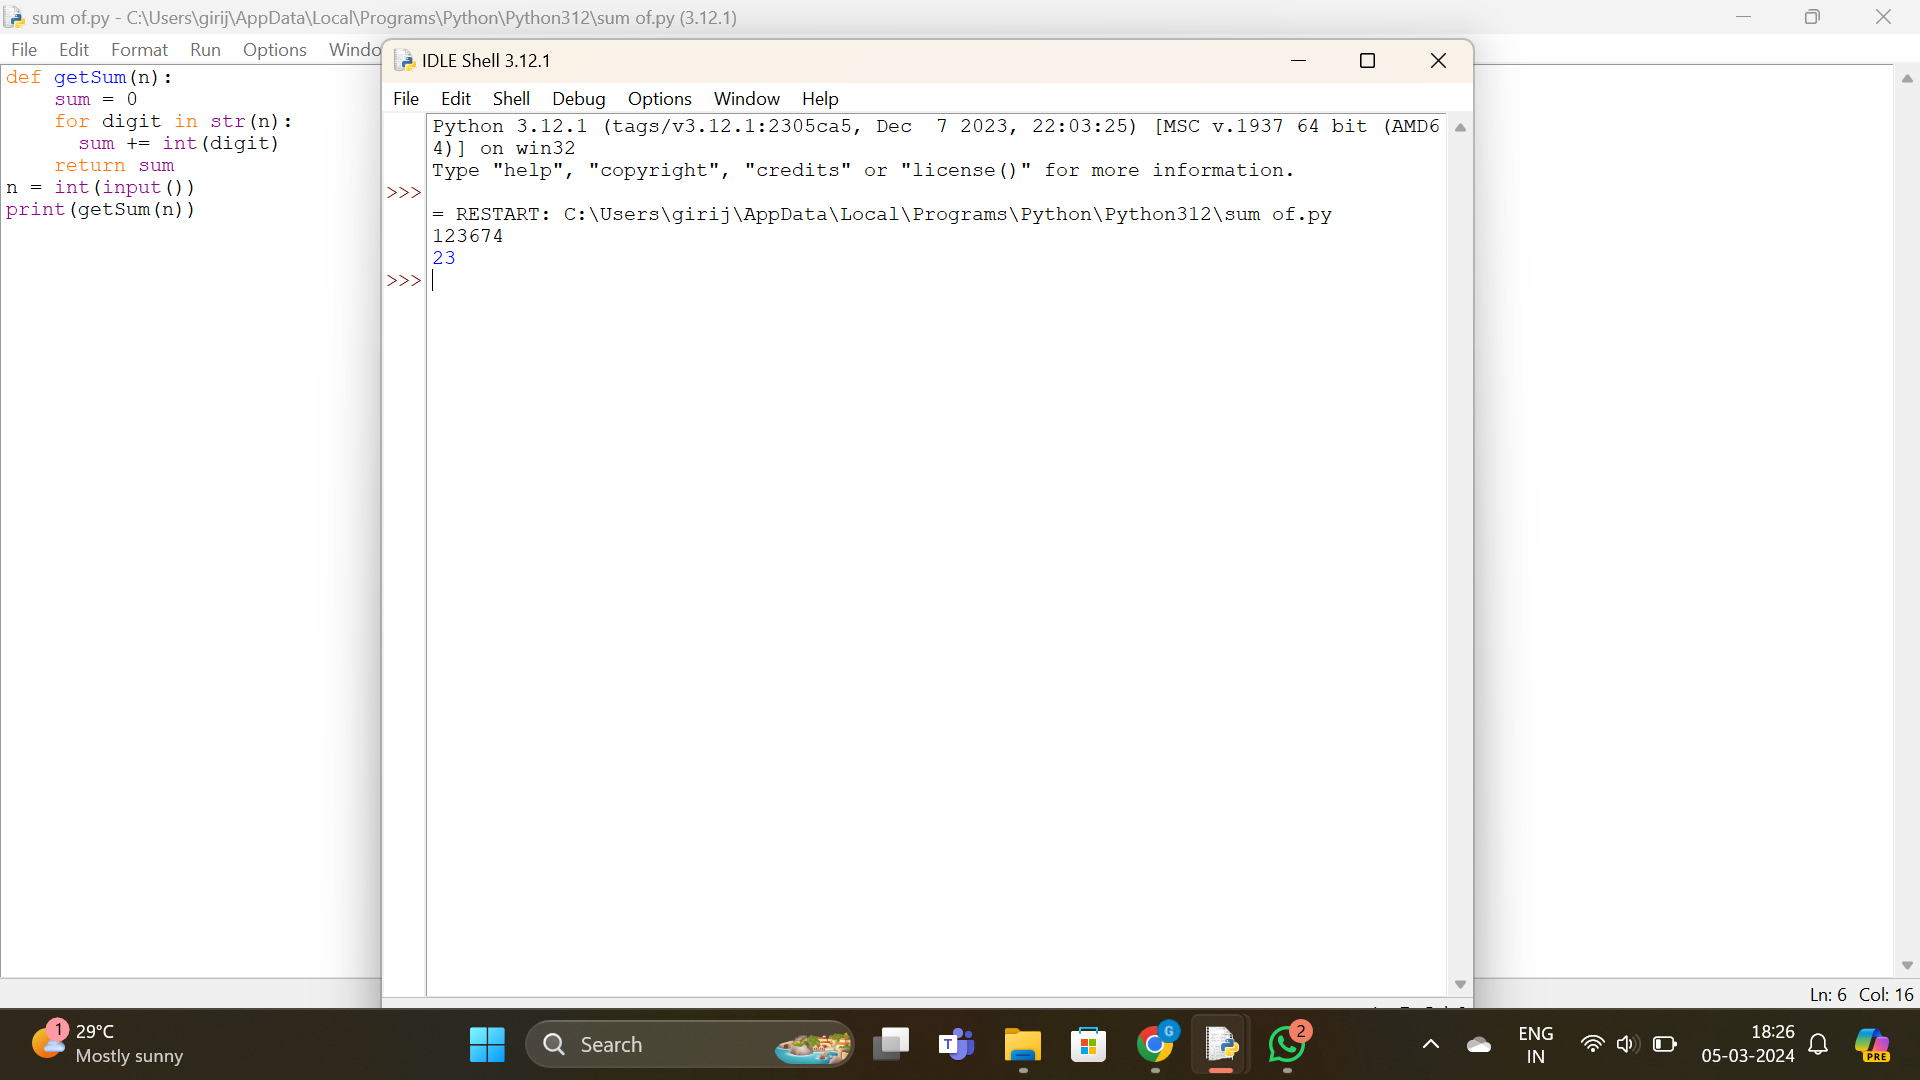 sum of.py - C:\Users\girij\AppData\Local\Programs\Python\Python312\sum of.py (3.12.1)
File Edit Format Run Options Windo
def getSum(n):
    sum = 0
    for digit in str(n):
      sum += int(digit)
    return sum
n = int(input())
print(getSum(n))
IDLE Shell 3.12.1
File Edit Shell Debug Options Window Help
Python 3.12.1 (tags/v3.12.1:2305ca5, Dec  7 2023, 22:03:25) [MSC v.1937 64 bit (AMD6
4)] on win32
Type "help", "copyright", "credits" or "license()" for more information.
>>>
= RESTART: C:\Users\girij\AppData\Local\Programs\Python\Python312\sum of.py
123674
23
>>>
Ln: 6 Col: 16
1
29°C
Mostly sunny
Search
T
G
2
ENG
IN
18:26
05-03-2024
PRE